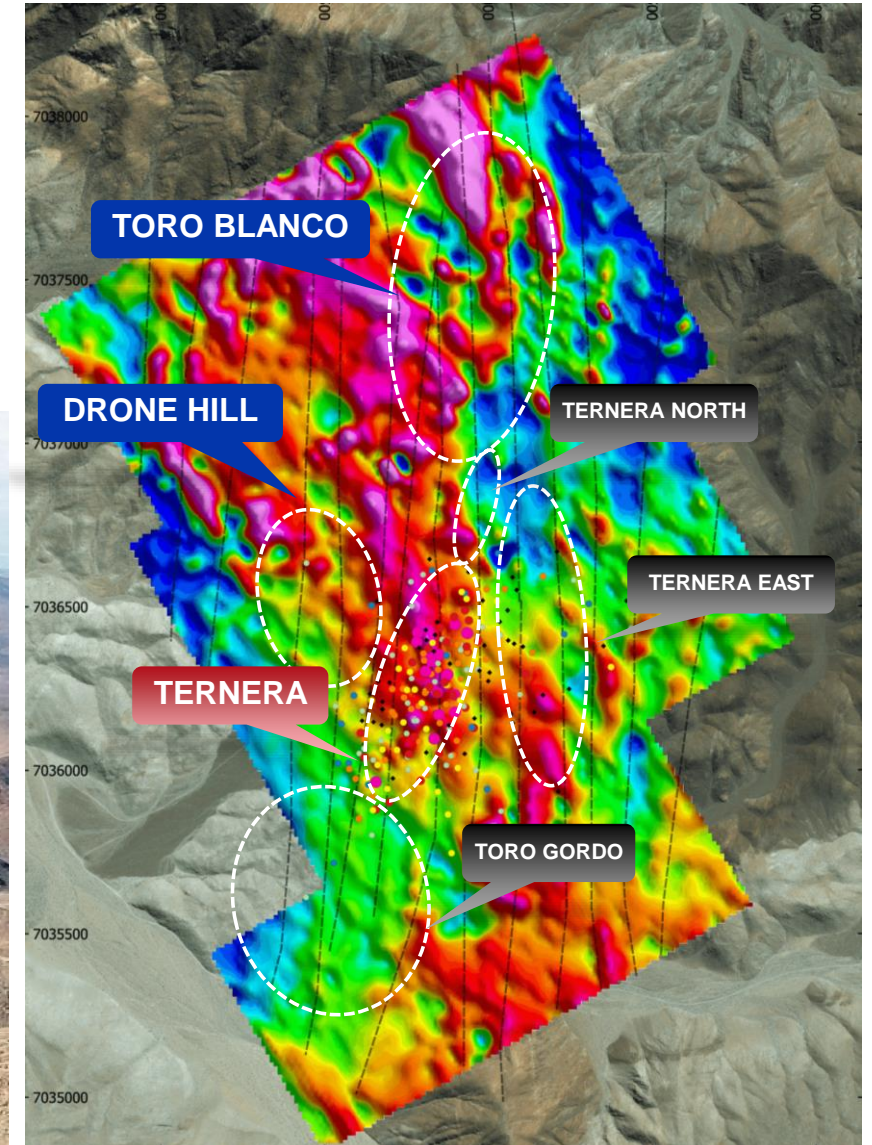 7038000
TORO BLANCO
7037500
DRONE HILL
TERNERA NORTH
7037000
TERNERA EAST
7036500
TERNERA
7036000
TORO GORDO
7035500
7035000